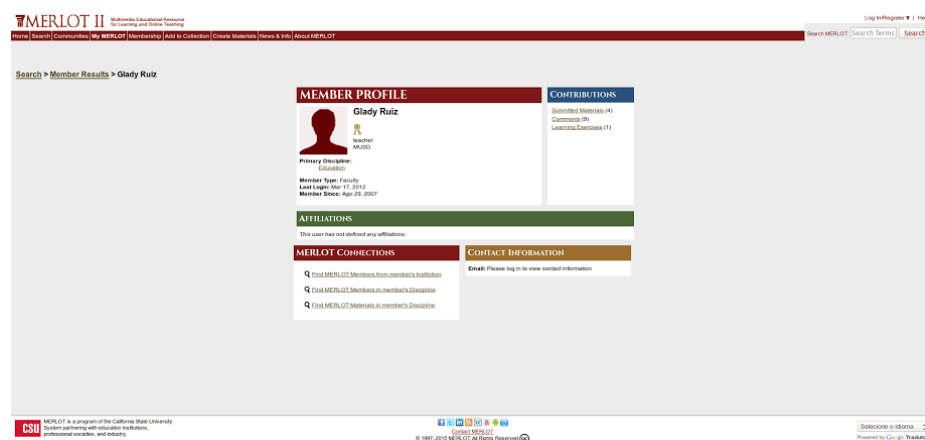 MERLOT II Multimedia Educational Resource
for Learning and Online Teaching
Log In/Register ▼ | He
Home Search Communities My MERLOT Membership Add to Collection Create Materials News & Info About MERLOT
Search MERLOT: Search Terms Search
Search > Member Results > Glady Ruiz
MEMBER PROFILE
Glady Ruiz
teacher
MUSD
Primary Discipline:
Education
Member Type: Faculty
Last Login: Mar 17, 2012
Member Since: Ago 29, 2007
CONTRIBUTIONS
Submitted Materials (4)
Comments (9)
Learning Exercises (1)
AFFILIATIONS
This user has not defined any affiliations.
MERLOT CONNECTIONS
Find MERLOT Members from member's Institution
Find MERLOT Members in member's Discipline
Find MERLOT Materials in member's Discipline
CONTACT INFORMATION
Email: Please log in to view contact information
CSU
MERLOT is a program of the California State University
System partnering with education institutions,
professional societies, and industry.
Contact MERLOT
© 1997-2015 MERLOT All Rights Reserved
Selecione o idioma
Powered by Google Traduto